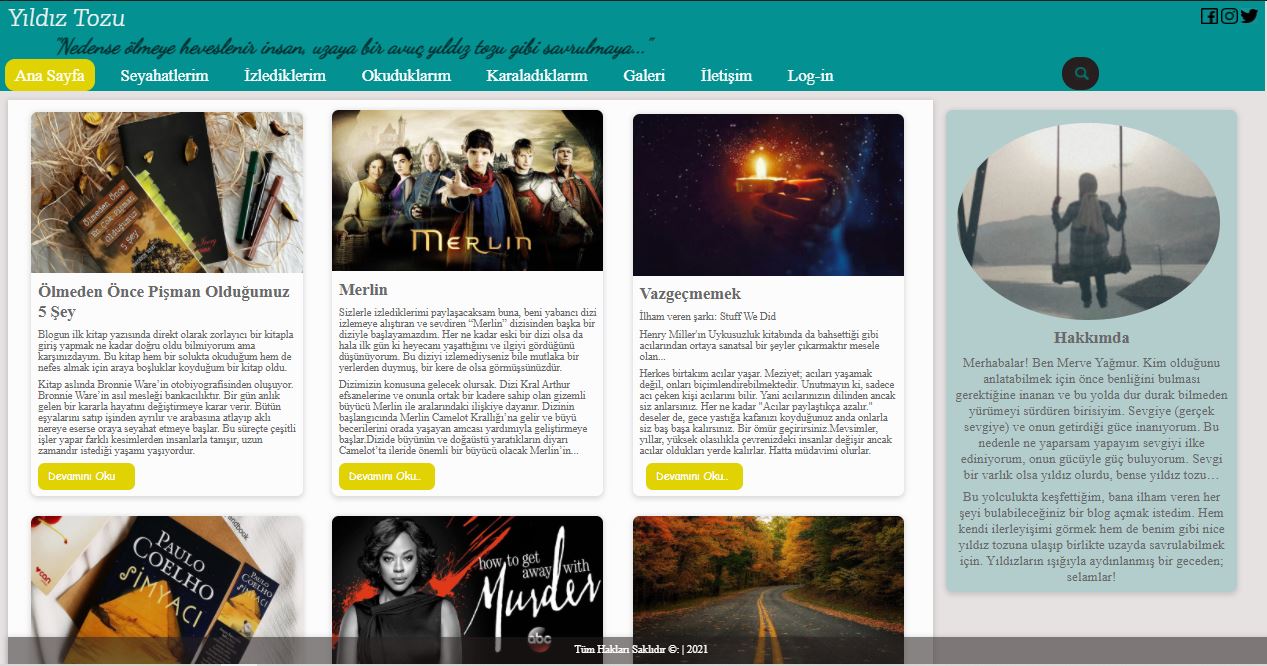 Yıldız Tozu
"Nedense ölmeye heveslenir insan, uzaya bir avuç yıldız tozu gibi savrulmaya..."
Ana Sayfa
Seyahatlerim
İzlediklerim
Okuduklarım
Karaladıklarım
Galeri
İletişim
Log-in
Ölmeden Önce
En Çok Pişman
Olduğumuz
5 Şey
Ölmeden Önce Pişman Olduğumuz
5 Şey
Blogun ilk kitap yazısında direkt olarak zorlayıcı bir kitapla
giriş yapmak ne kadar doğru oldu bilmiyorum ama
karşınızdayım. Bu kitap hem bir solukta okuduğum hem de
nefes almak için araya boşluklar koyduğum bir kitap oldu.
Kitap aslında Bronnie Ware’in otobiyografisinden oluşuyor.
Bronnie Ware’in asıl mesleği bankacılıktır. Bir gün anlık
gelen bir kararla hayatını değiştirmeye karar verir. Bütün
eşyalarını satıp işinden ayrılır ve arabasına atlayıp aklı
nereye eserse oraya seyahat etmeye başlar. Bu süreçte çeşitli
işler yapar farklı kesimlerden insanlarla tanışır, uzun
zamandır istediği yaşamı yaşıyordur.
Devamını Oku
MERLIN
Merlin
Sizlerle izlediklerimi paylaşacaksam buna, beni yabancı dizi
izlemeye alıştıran ve sevdiren “Merlin” dizisinden başka bir
diziyle başlayamazdım. Her ne kadar eski bir dizi olsa da
hala ilk gün ki heyecanı yaşattığını ve ilgiyi gördüğünü
düşünüyorum. Bu diziyi izlemediyseniz bile mutlaka bir
yerlerden duymuş, bir kere de olsa görmüşsünüzdür.
Dizimizin konusuna gelecek olursak. Dizi Kral Arthur
efsanelerine ve onunla ortak bir kadere sahip olan gizemli
büyücü Merlin ile aralarındaki ilişkiye dayanır. Dizinin
başlangıcında Merlin Camelot Krallığı’na gelir ve büyü
becerilerini orada yaşayan amcası yardımıyla geliştirmeye
başlar.Dizide büyünün ve doğaüstü yaratıkların diyarı
Camelot’ta ileride önemli bir büyücü olacak Merlin’in...
Devamını Oku..
Vazgeçmemek
İlham veren şarkı: Stuff We Did
Henry Miller'ın Uykusuzluk kitabında da bahsettiği gibi
acılarından ortaya sanatsal bir şeyler çıkarmaktır mesele
olan...
Herkes birtakım acılar yaşar. Meziyet; acıları yaşamak
değil, onları biçimlendirebilmektedir. Unutmayın ki, sadece
acı çeken kişi acılarını bilir. Yani acılarınızın dilinden ancak
siz anlarsınız. Her ne kadar "Acılar paylaştıkça azalır."
deseler de, gece yastığa kafanızı koyduğunuz anda onlarla
siz baş başa kalırsınız. Bir ömür geçirirsiniz.Mevsimler,
yıllar, yüksek olasılıkla çevrenizdeki insanlar değişir ancak
acılar oldukları yerde kalırlar. Hatta müdavimi olurlar.
Devamını Oku..
Hakkımda
Merhabalar! Ben Merve Yağmur. Kim olduğunu
anlatabilmek için önce benliğini bulması
gerektiğine inanan ve bu yolda dur durak bilmeden
yürümeyi sürdüren birisiyim. Sevgiye (gerçek
sevgiye) ve onun getirdiği güce inanıyorum. Bu
nedenle ne yaparsam yapayım sevgiyi ilke
ediniyorum, onun gücüyle güç buluyorum. Sevgi
bir varlık olsa yıldız olurdu, bense yıldız tozu…
Bu yolculukta keşfettiğim, bana ilham veren her
şeyi bulabileceğiniz bir blog açmak istedim. Hem
kendi ilerleyişimi görmek hem de benim gibi nice
yıldız tozuna ulaşıp birlikte uzayda savrulabilmek
için. Yıldızların ışığıyla aydınlanmış bir geceden;
selamlar!
PAULO
COELHO
SİMYACI
PAULO
COELHO
SİMYACI
how to get
away with
Murder
abc
Tüm Hakları Saklıdır ©: | 2021